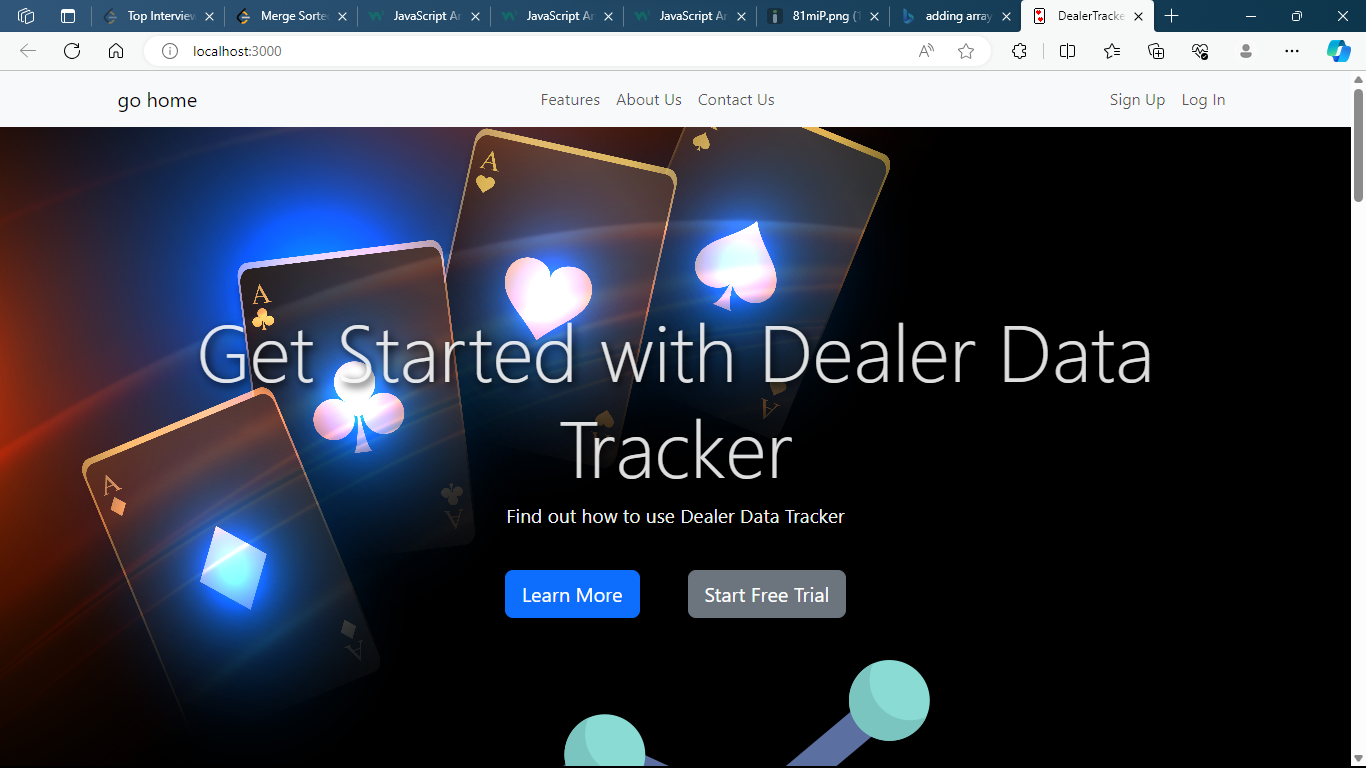 Top Interview
Merge Sorte
JavaScript Ar
JavaScript Ar
JavaScript Ar
81miP.png (1
adding array
DealerTracke
localhost:3000
go home
Features
About Us
Contact Us
Sign Up
Log In
A
A
A
A
A
A
A
Get Started with Dealer Data
Tracker
Find out how to use Dealer Data Tracker
Learn More
Start Free Trial